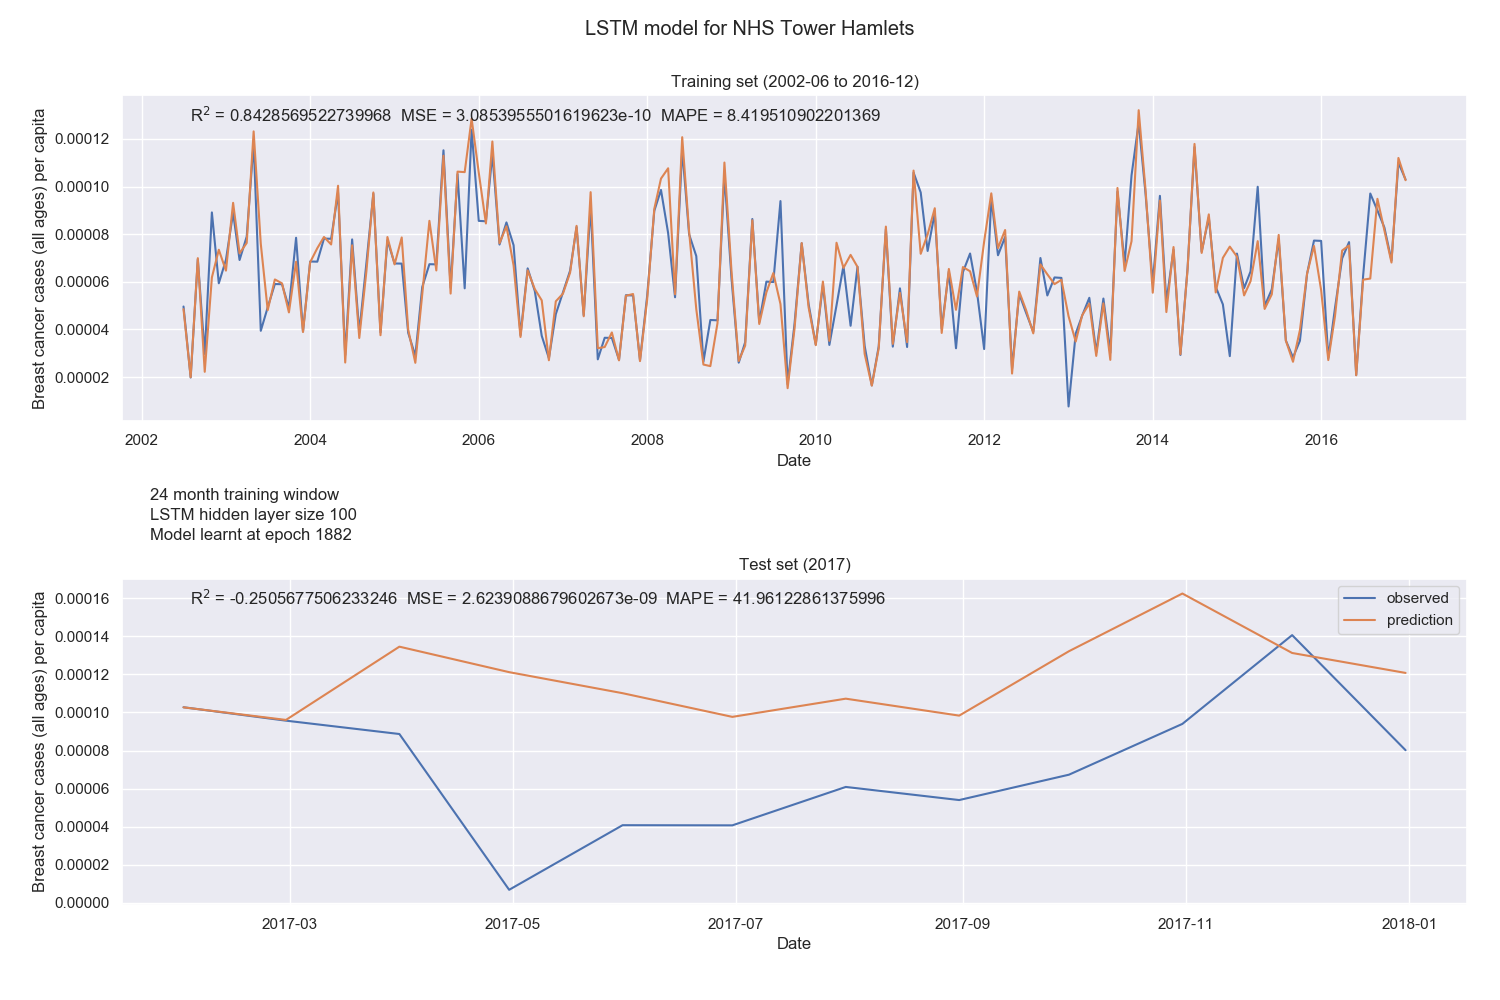 LSTM model for NHS Tower Hamlets
Training set (2002-06 to 2016-12)
R² = 0.8428569522739968 MSE = 3.0853955501619623e-10 MAPE = 8.419510902201369
Breast cancer cases (all ages) per capita
0.00012
0.00010
0.00008
0.00006
0.00004
0.00002
2002 2004 2006 2008 2010 2012 2014 2016
Date
24 month training window
LSTM hidden layer size 100
Model learnt at epoch 1882
Test set (2017)
R² = -0.2505677506233246 MSE = 2.6239088679602673e-09 MAPE = 41.96122861375996
observed
prediction
Breast cancer cases (all ages) per capita
0.00016
0.00014
0.00012
0.00010
0.00008
0.00006
0.00004
0.00002
0.00000
2017-03 2017-05 2017-07 2017-09 2017-11 2018-01
Date